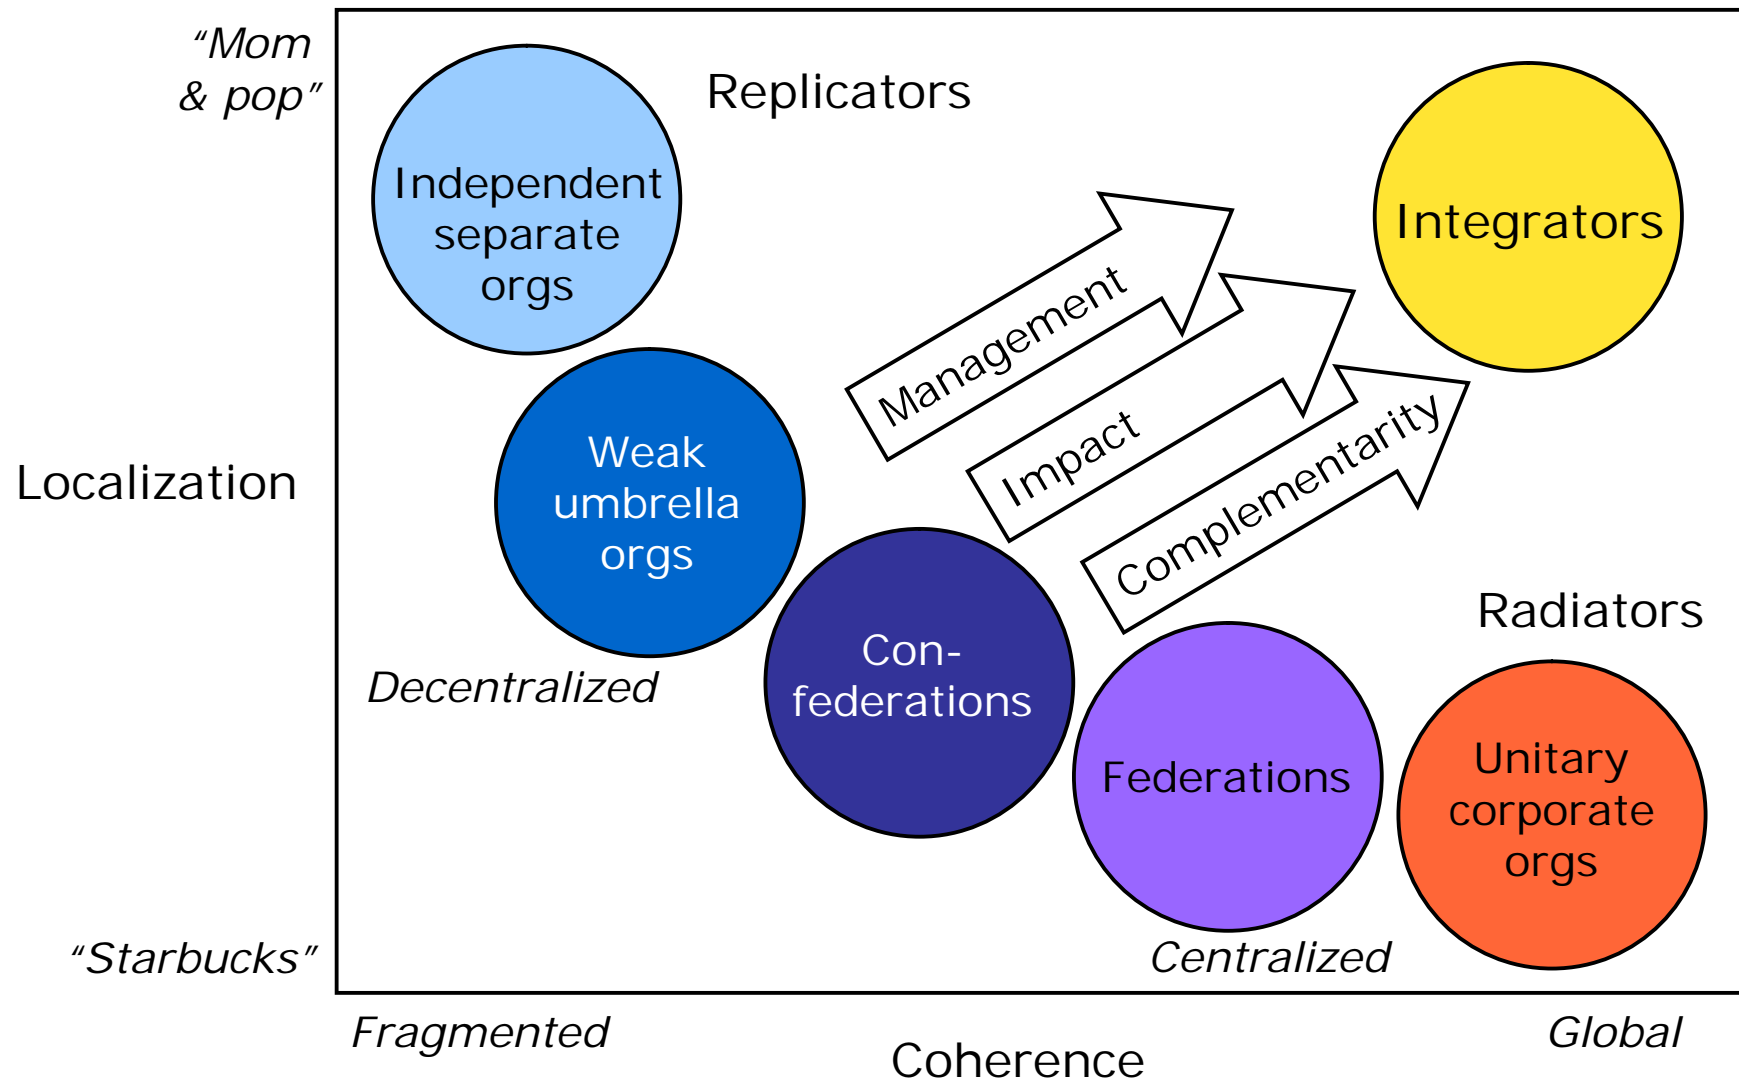 “Mom
& pop”
Replicators
Independent
separate
orgs
Integrators
Management
Impact
Complementarity
Weak
umbrella
orgs
Localization
Radiators
Con-
federations
Decentralized
Federations
Unitary
corporate
orgs
“Starbucks”
Centralized
Fragmented
Global
Coherence